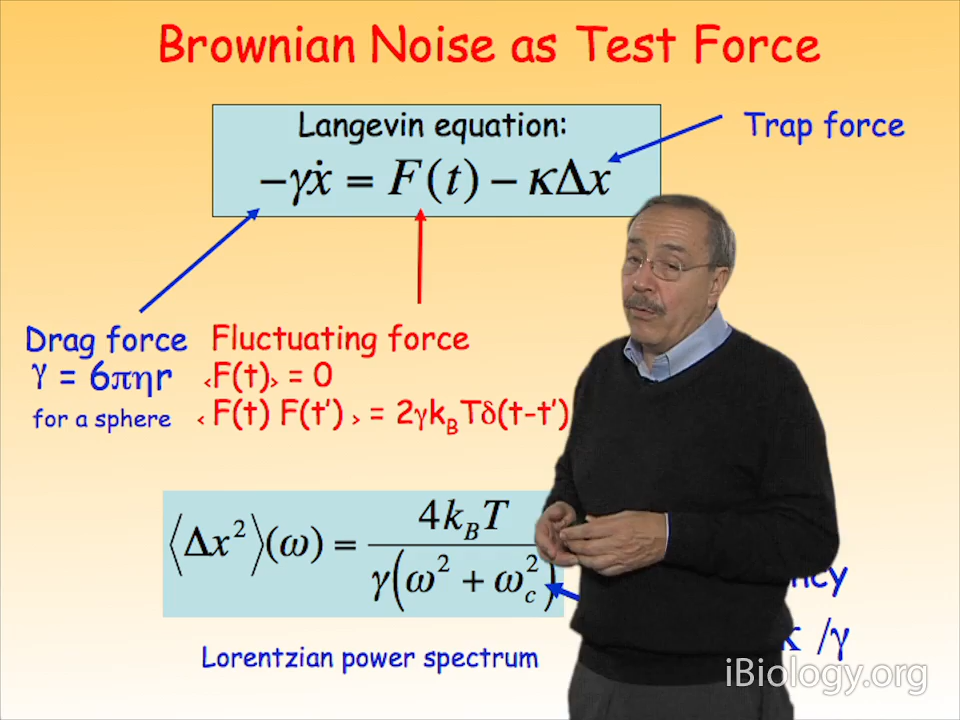 Brownian Noise as Test Force
Langevin equation:
−γẋ = F(t) − κΔx
Trap force
Drag force
γ = 6πηr
for a sphere
Fluctuating force
‹F(t)› = 0
‹ F(t) F(t’) › = 2γk_BTδ(t-t’)
⟨Δx²⟩(ω) = 4k_BT / γ(ω² + ω_c²)
Lorentzian power spectrum
/γ
iBiology.org